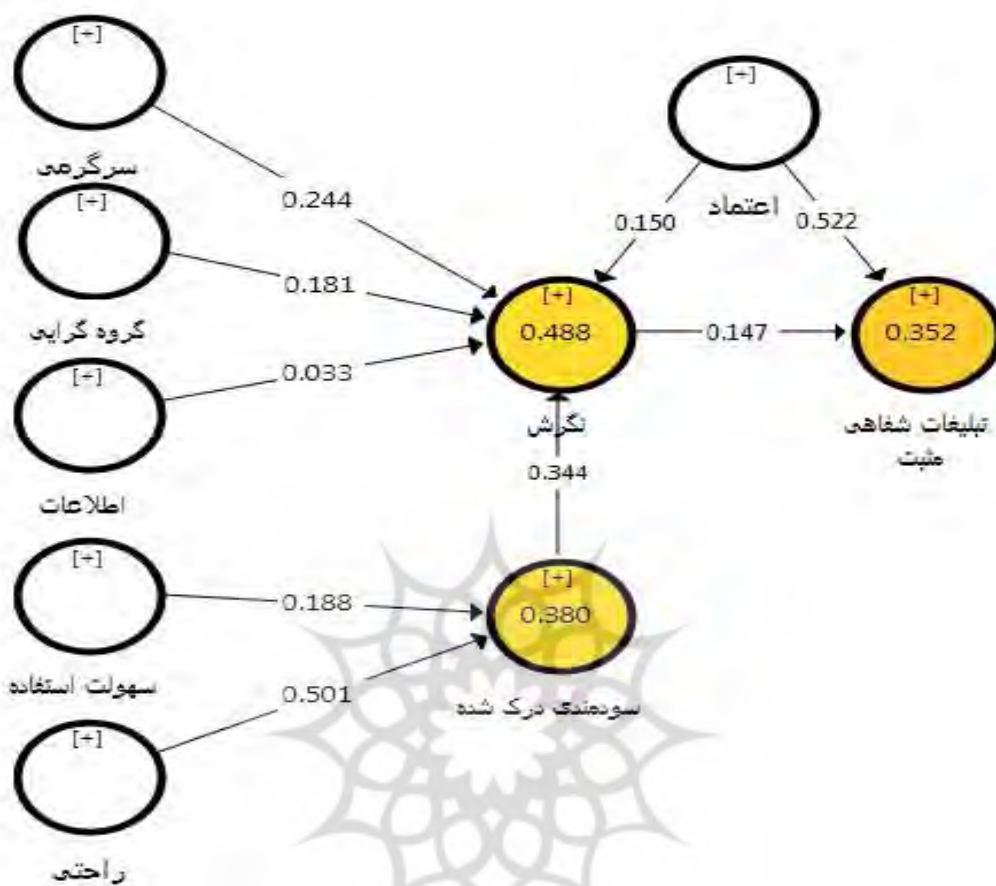 [+]
سرگرمی
[+]
گروه گرایی
[+]
اطلاعات
[+]
سهولت استفاده
[+]
راحتی
0.244
0.181
0.033
0.188
0.501
[+]
اعتماد
0.150
0.522
[+]
0.488
نگرش
0.147
[+]
0.352
تبلیغات شفاهی
مثبت
0.344
[+]
0.380
سودمندی درک شده